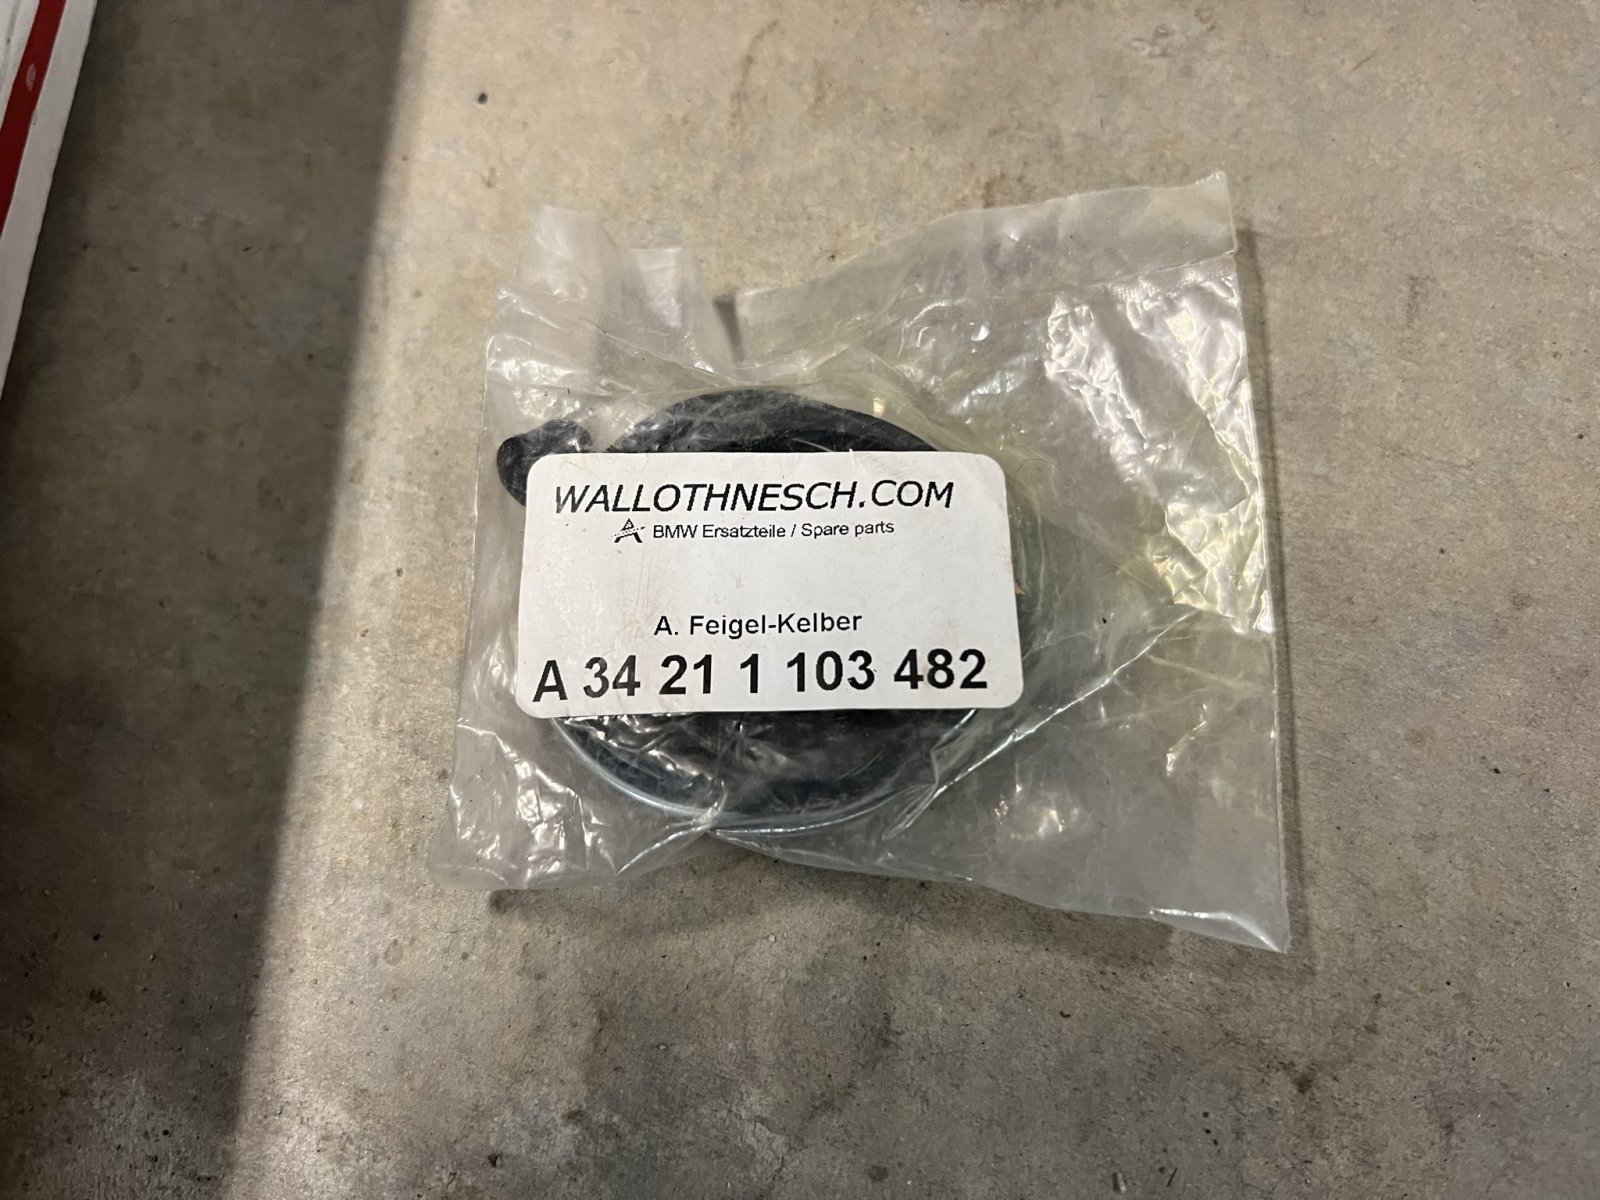 WALLOTHNESCH.COM
BMW Ersatzteile / Spare parts
A. Feigel-Kelber
A 34 21 1 103 482